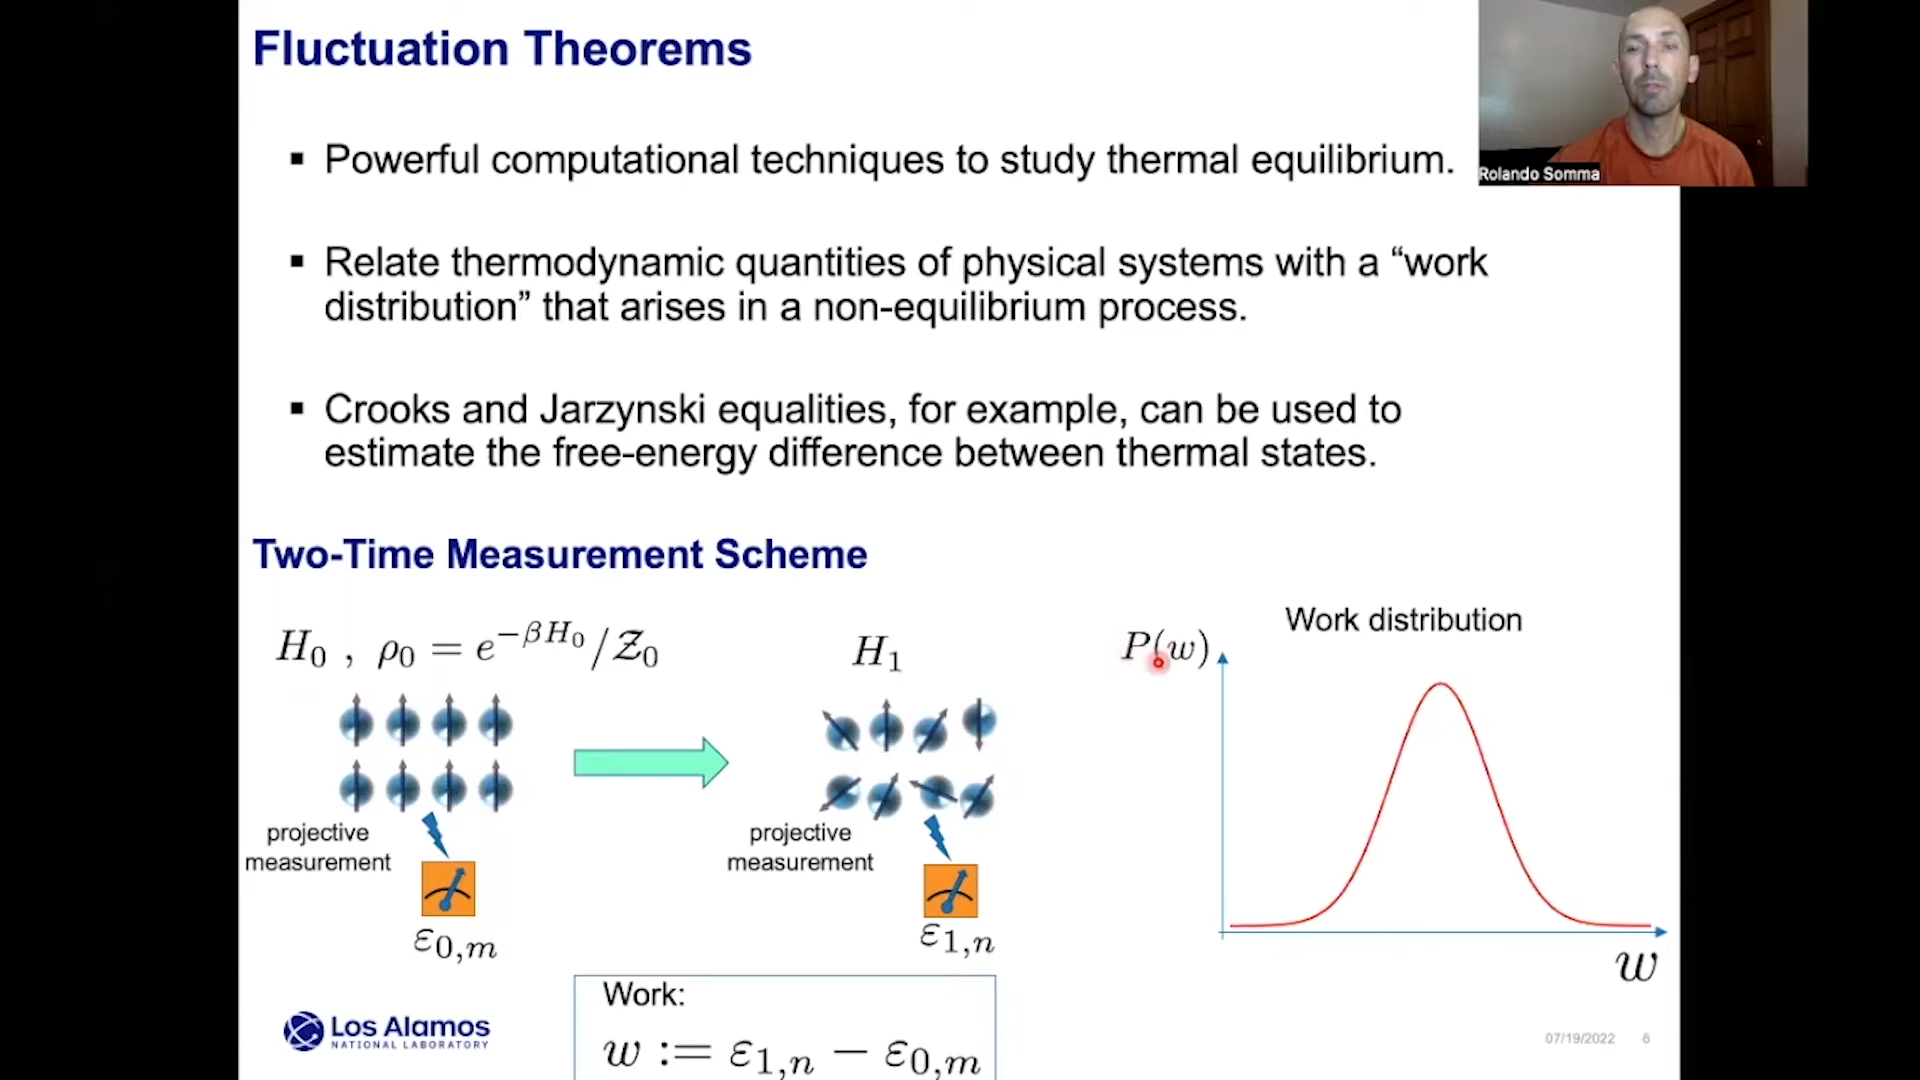 Fluctuation Theorems
Rolando Somma
▪ Powerful computational techniques to study thermal equilibrium.
▪ Relate thermodynamic quantities of physical systems with a “work
distribution” that arises in a non-equilibrium process.
▪ Crooks and Jarzynski equalities, for example, can be used to
estimate the free-energy difference between thermal states.
Two-Time Measurement Scheme
H₀ , ρ₀ = e^{−βH₀}/𝒵₀
H₁
P(w)
Work distribution
projective
measurement
projective
measurement
ε₀,ₘ
ε₁,ₙ
w
Work:
w := ε₁,ₙ − ε₀,ₘ
Los Alamos
NATIONAL LABORATORY
07/19/2022 6